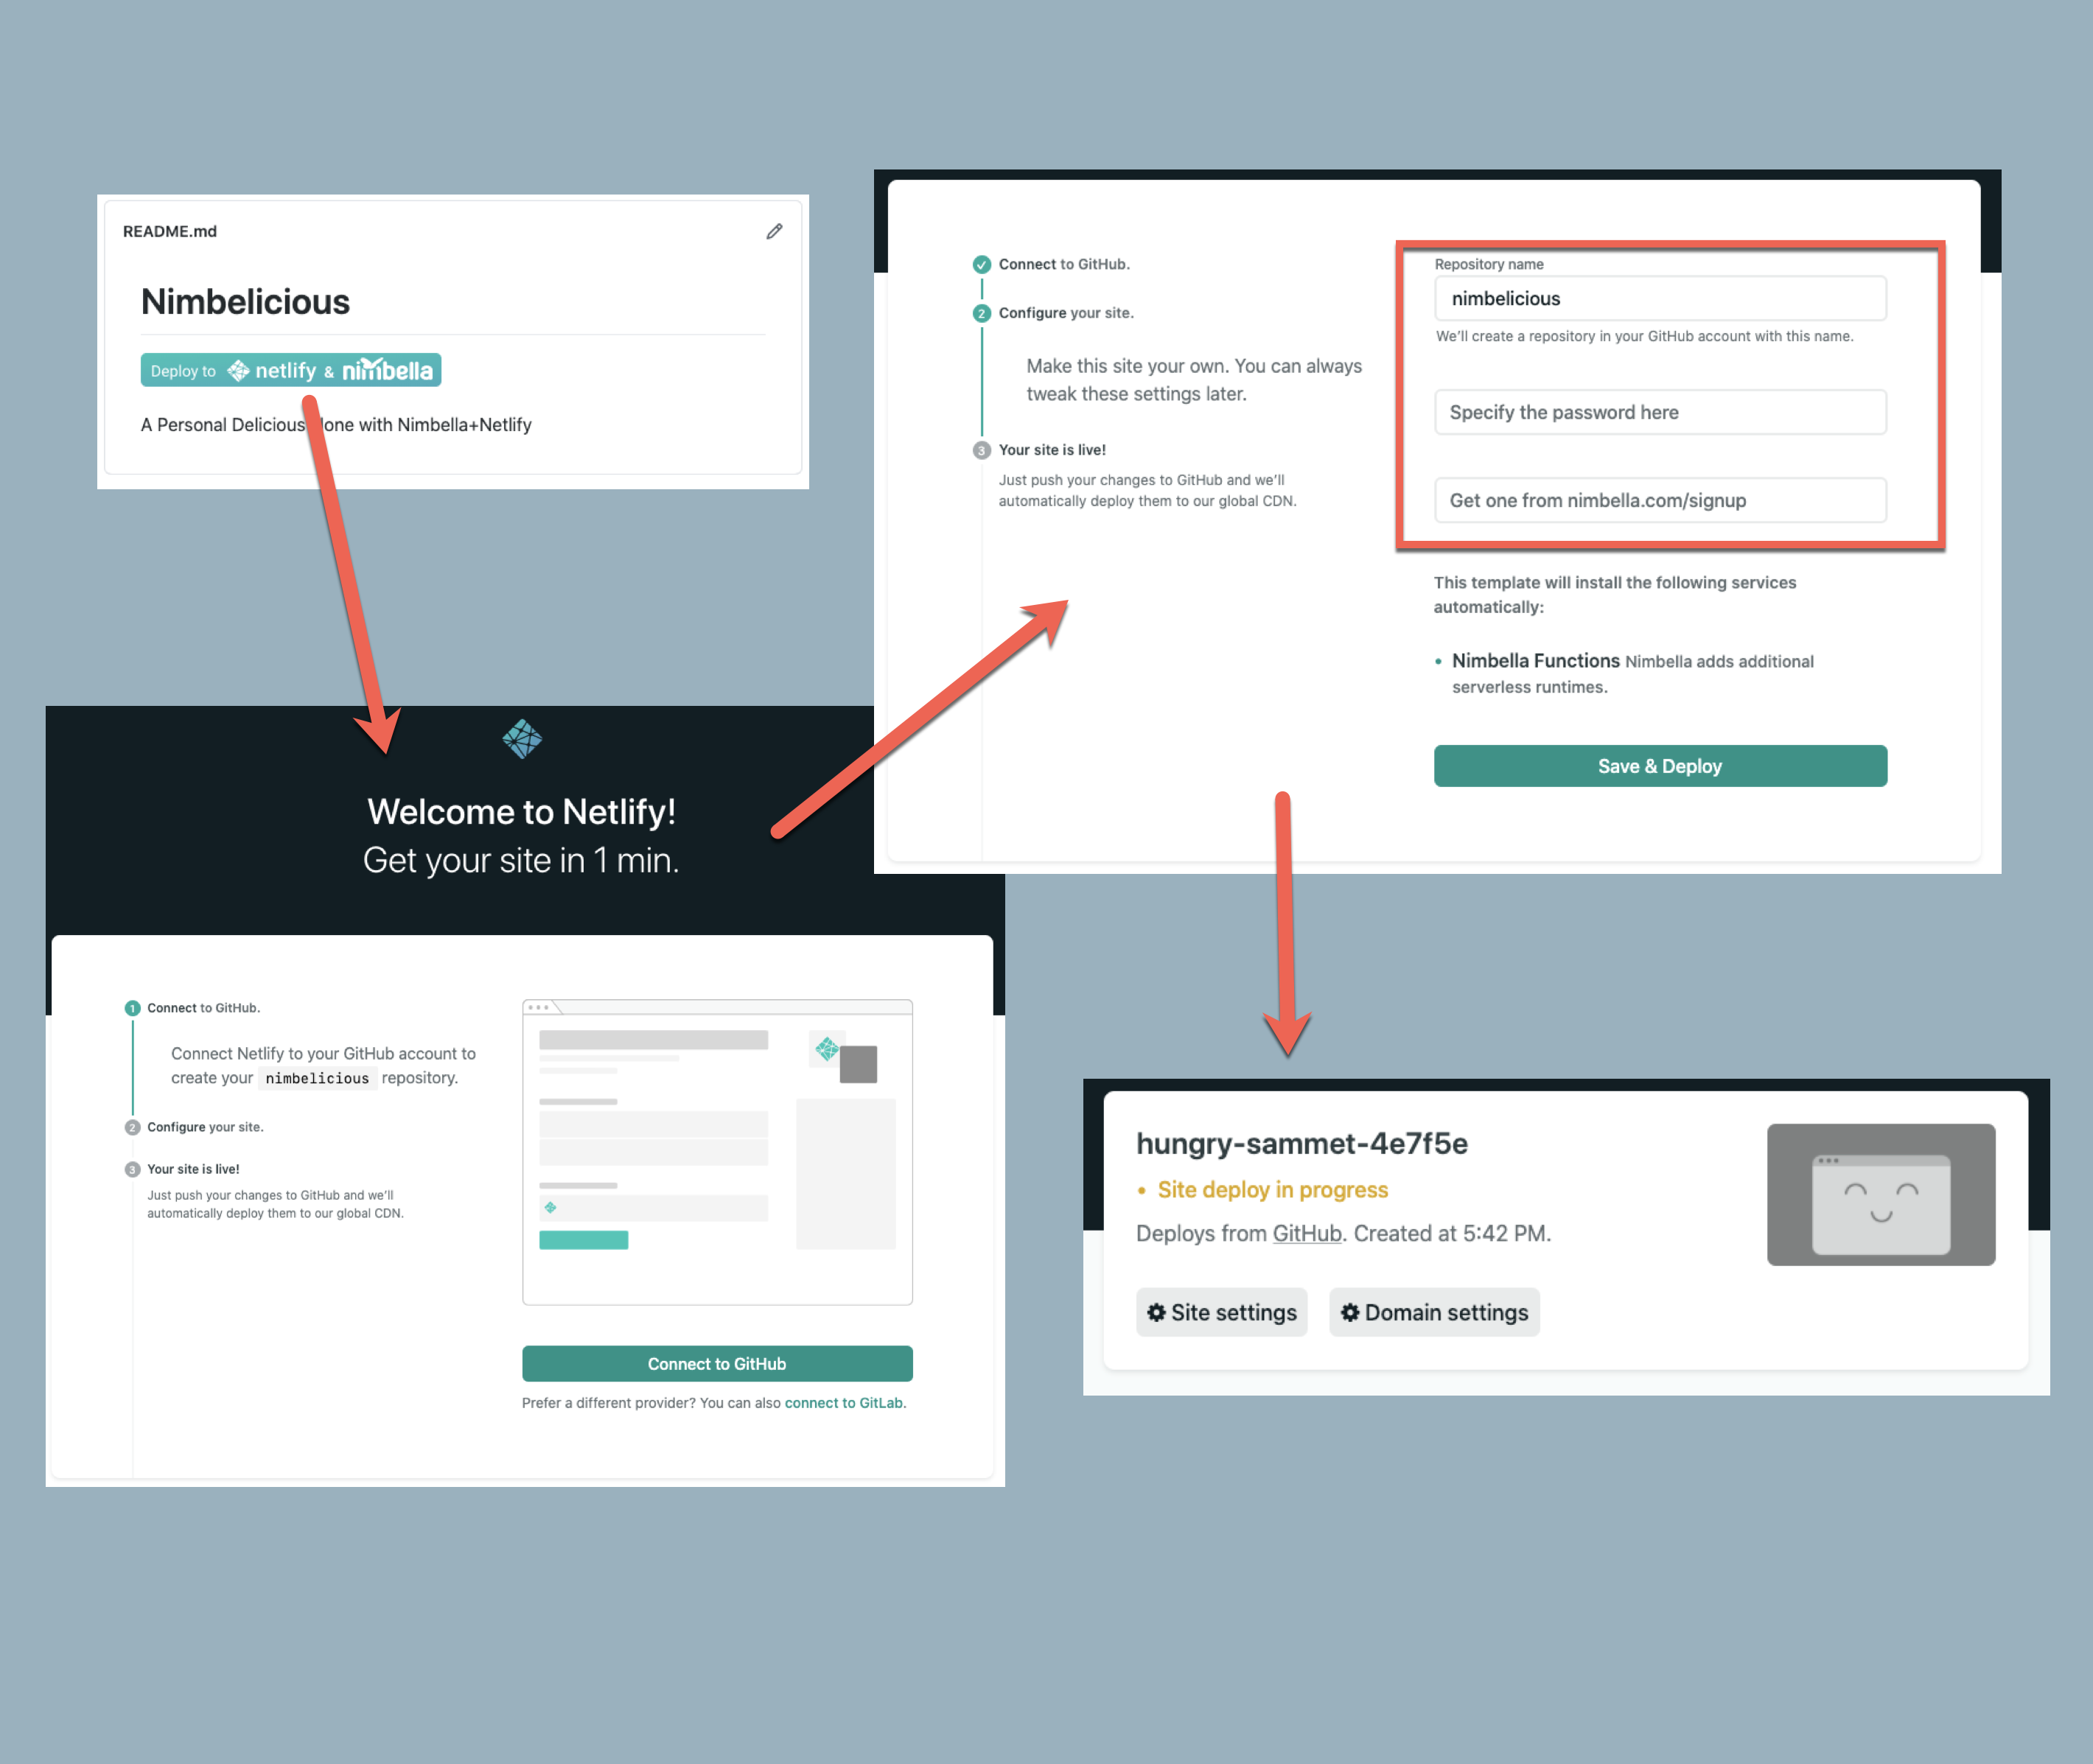 README.md
Nimbelicious
Deploy to netlify & nimbella
A Personal Delicious lone with Nimbella+Netlify
Welcome to Netlify!
Get your site in 1 min.
1 Connect to GitHub.
Connect Netlify to your GitHub account to
create your nimbelicious repository.
2 Configure your site.
3 Your site is live!
Just push your changes to GitHub and we'll
automatically deploy them to our global CDN.
Connect to GitHub
Prefer a different provider? You can also connect to GitLab.
Connect to GitHub.
2 Configure your site.
Make this site your own. You can always
tweak these settings later.
3 Your site is live!
Just push your changes to GitHub and we'll
automatically deploy them to our global CDN.
Repository name
nimbelicious
We'll create a repository in your GitHub account with this name.
Specify the password here
Get one from nimbella.com/signup
This template will install the following services
automatically:
• Nimbella Functions Nimbella adds additional
serverless runtimes.
Save & Deploy
hungry-sammet-4e7f5e
• Site deploy in progress
Deploys from GitHub. Created at 5:42 PM.
Site settings
Domain settings